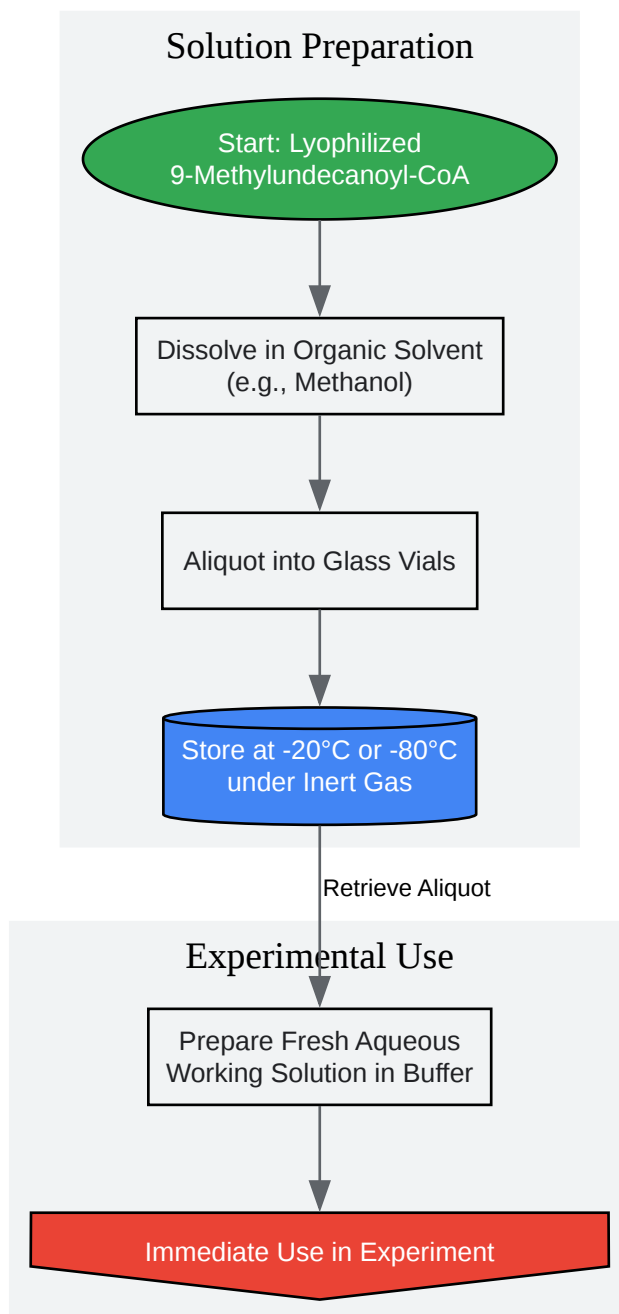 Solution Preparation
Start: Lyophilized
9-Methylundecanoyl-CoA
Dissolve in Organic Solvent
(e.g., Methanol)
Aliquot into Glass Vials
Store at -20°C or -80°C
under Inert Gas
Retrieve Aliquot
Experimental Use
Prepare Fresh Aqueous
Working Solution in Buffer
Immediate Use in Experiment